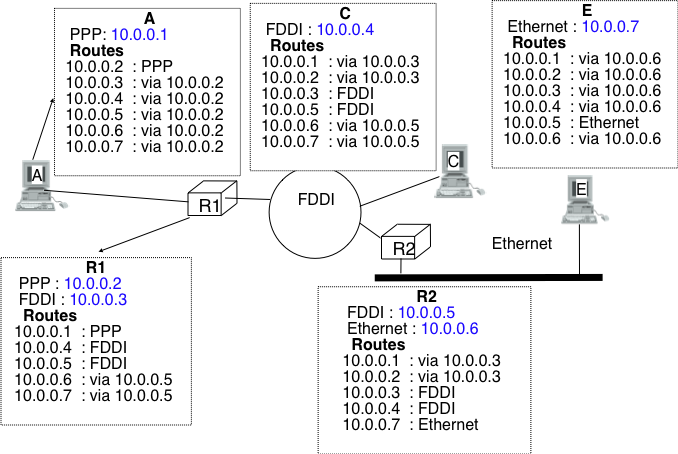 A
PPP: 10.0.0.1
Routes
10.0.0.2 : PPP
10.0.0.3 : via 10.0.0.2
10.0.0.4 : via 10.0.0.2
10.0.0.5 : via 10.0.0.2
10.0.0.6 : via 10.0.0.2
10.0.0.7 : via 10.0.0.2
C
FDDI : 10.0.0.4
Routes
10.0.0.1 : via 10.0.0.3
10.0.0.2 : via 10.0.0.3
10.0.0.3 : FDDI
10.0.0.5 : FDDI
10.0.0.6 : via 10.0.0.5
10.0.0.7 : via 10.0.0.5
E
Ethernet : 10.0.0.7
Routes
10.0.0.1 : via 10.0.0.6
10.0.0.2 : via 10.0.0.6
10.0.0.3 : via 10.0.0.6
10.0.0.4 : via 10.0.0.6
10.0.0.5 : Ethernet
10.0.0.6 : via 10.0.0.6
A
R1
FDDI
C
E
R2
Ethernet
R1
PPP : 10.0.0.2
FDDI : 10.0.0.3
Routes
10.0.0.1 : PPP
10.0.0.4 : FDDI
10.0.0.5 : FDDI
10.0.0.6 : via 10.0.0.5
10.0.0.7 : via 10.0.0.5
R2
FDDI : 10.0.0.5
Ethernet : 10.0.0.6
Routes
10.0.0.1 : via 10.0.0.3
10.0.0.2 : via 10.0.0.3
10.0.0.3 : FDDI
10.0.0.4 : FDDI
10.0.0.7 : Ethernet